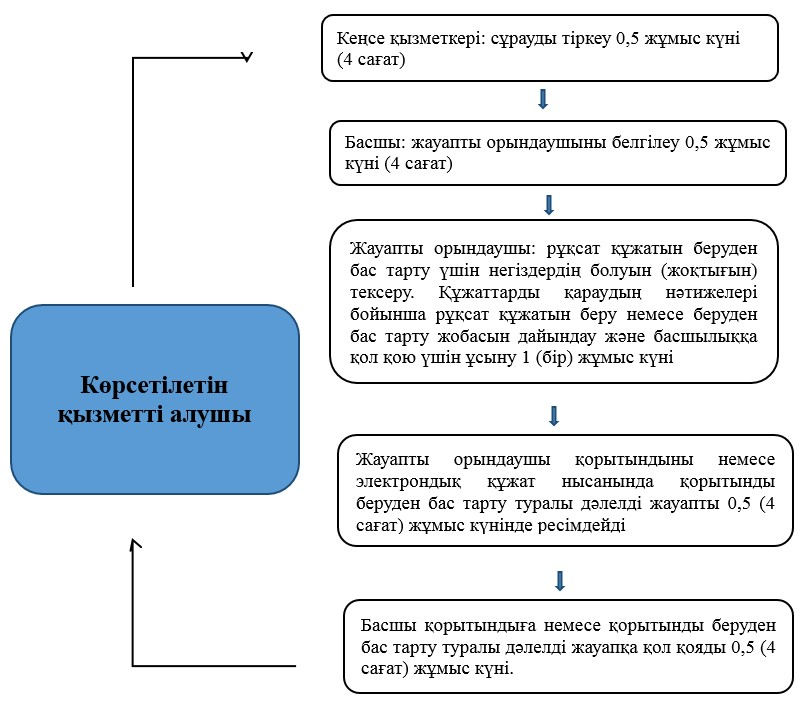 Кеңсе қызметкері: сұрауды тіркеу 0,5 жұмыс күні
(4 сағат)
Басшы: жауапты орындаушыны белгілеу 0,5 жұмыс
күні (4 сағат)
Жауапты орындаушы: рұқсат құжатын беруден
бас тарту үшін негіздердің болуын (жоқтығын)
тексеру. Құжаттарды қараудың нәтижелері
бойынша рұқсат құжатын беру немесе беруден
бас тарту жобасын дайындау және басшылыққа
қол қою үшін ұсыну 1 (бір) жұмыс күні
Көрсетілетін
қызметті алушы
Жауапты орындаушы қорытындыны немесе
электрондық құжат нысанында қорытынды
беруден бас тарту туралы дәлелді жауапты 0,5 (4
сағат) жұмыс күнінде ресімдейді
Басшы қорытындыға немесе қорытынды беруден
бас тарту туралы дәлелді жауапқа қол қояды 0,5 (4
сағат) жұмыс күні.